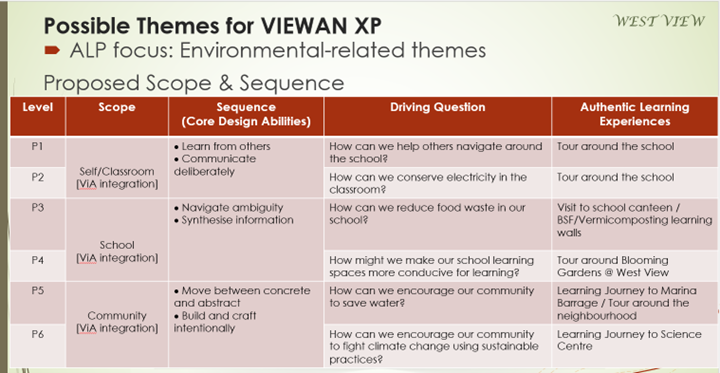 WEST VIEW
Possible Themes for VIEWAN XP
ALP focus: Environmental-related themes
Proposed Scope & Sequence
Level
Scope
Sequence
(Core Design Abilities)
Driving Question
Authentic Learning
Experiences
P1
Self/Classroom
[ViA integration]
• Learn from others
• Communicate
deliberately
How can we help others navigate around
the school?
Tour around the school
P2
How can we conserve electricity in the
classroom?
Tour around the school
P3
School
[ViA integration]
• Navigate ambiguity
• Synthesise information
How can we reduce food waste in our
school?
Visit to school canteen /
BSF/Vermicomposting learning
walls
P4
How might we make our school learning
spaces more conducive for learning?
Tour around Blooming
Gardens @ West View
P5
Community
[ViA integration]
• Move between concrete
and abstract
• Build and craft
intentionally
How can we encourage our community
to save water?
Learning Journey to Marina
Barrage / Tour around the
neighbourhood
P6
How can we encourage our community
to fight climate change using sustainable
practices?
Learning Journey to Science
Centre